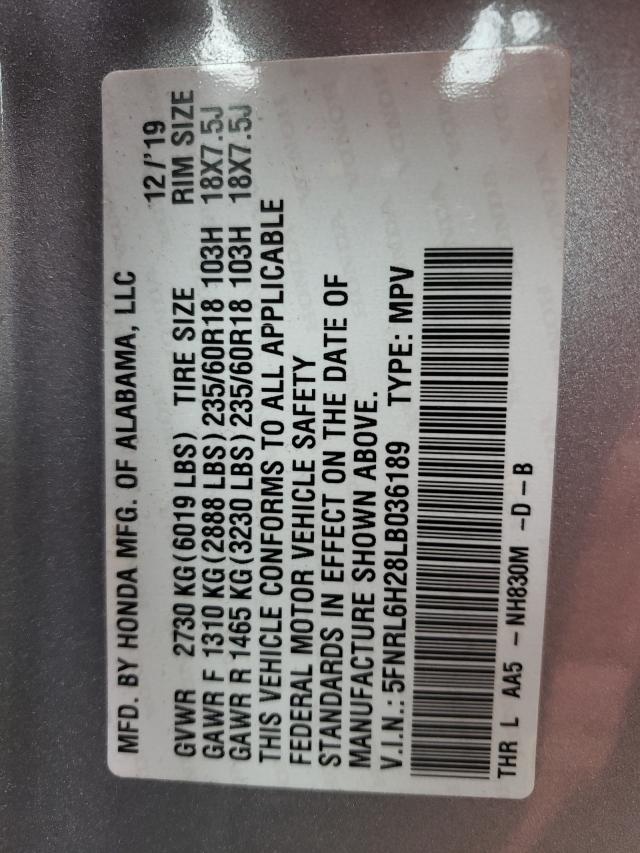 MFD. BY HONDA MFG. OF ALABAMA, LLC 12/'19
GVWR 2730 KG (6019 LBS) TIRE SIZE RIM SIZE
GAWR F 1310 KG (2888 LBS) 235/60R18 103H 18X7.5J
GAWR R 1465 KG (3230 LBS) 235/60R18 103H 18X7.5J
THIS VEHICLE CONFORMS TO ALL APPLICABLE
FEDERAL MOTOR VEHICLE SAFETY
STANDARDS IN EFFECT ON THE DATE OF
MANUFACTURE SHOWN ABOVE.
V.I.N.: 5FNRL6H28LB036189 TYPE: MPV
THR L AA5 - NH830M -D-B